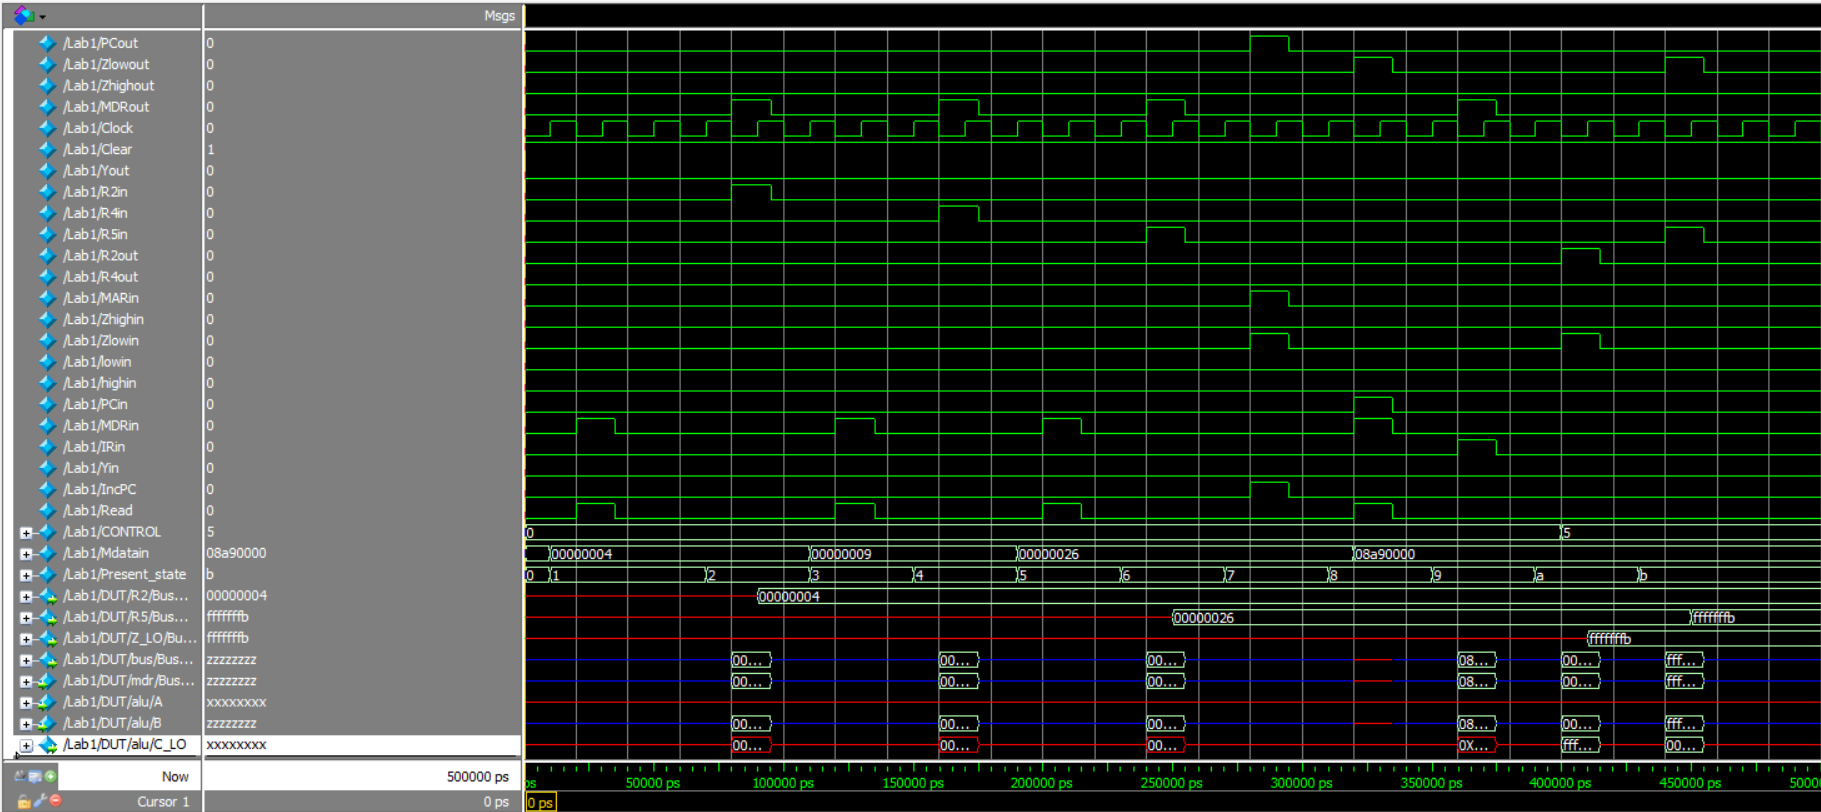 Msgs
/Lab1/PCout 0
/Lab1/Zlowout 0
/Lab1/Zhighout 0
/Lab1/MDRout 0
/Lab1/Clock 0
/Lab1/Clear 1
/Lab1/Yout 0
/Lab1/R2in 0
/Lab1/R4in 0
/Lab1/R5in 0
/Lab1/R2out 0
/Lab1/R4out 0
/Lab1/MARin 0
/Lab1/Zhighin 0
/Lab1/Zlowin 0
/Lab1/lowin 0
/Lab1/highin 0
/Lab1/PCin 0
/Lab1/MDRin 0
/Lab1/IRin 0
/Lab1/Yin 0
/Lab1/IncPC 0
/Lab1/Read 0
/Lab1/CONTROL 5 0 5
/Lab1/Mdatain 08a90000 00000004 00000009 00000026 08a90000
/Lab1/Present_state b 0 1 2 3 4 5 6 7 8 9 a b
/Lab1/DUT/R2/Bus... 00000004 00000004
/Lab1/DUT/R5/Bus... fffffffb 00000026 fffffffb
/Lab1/DUT/Z_LO/Bu... fffffffb fffffffb
/Lab1/DUT/bus/Bus... zzzzzzzz 00... 00... 00... 08... 00... fff...
/Lab1/DUT/mdr/Bus... zzzzzzzz 00... 00... 00... 08... 00... fff...
/Lab1/DUT/alu/A xxxxxxxx
/Lab1/DUT/alu/B zzzzzzzz 00... 00... 00... 08... 00... fff...
/Lab1/DUT/alu/C_LO xxxxxxxx 00... 00... 00... 0X... fff... 00...
Now 500000 ps ps 50000 ps 100000 ps 150000 ps 200000 ps 250000 ps 300000 ps 350000 ps 400000 ps 450000 ps 5000
Cursor 1 0 ps 0 ps